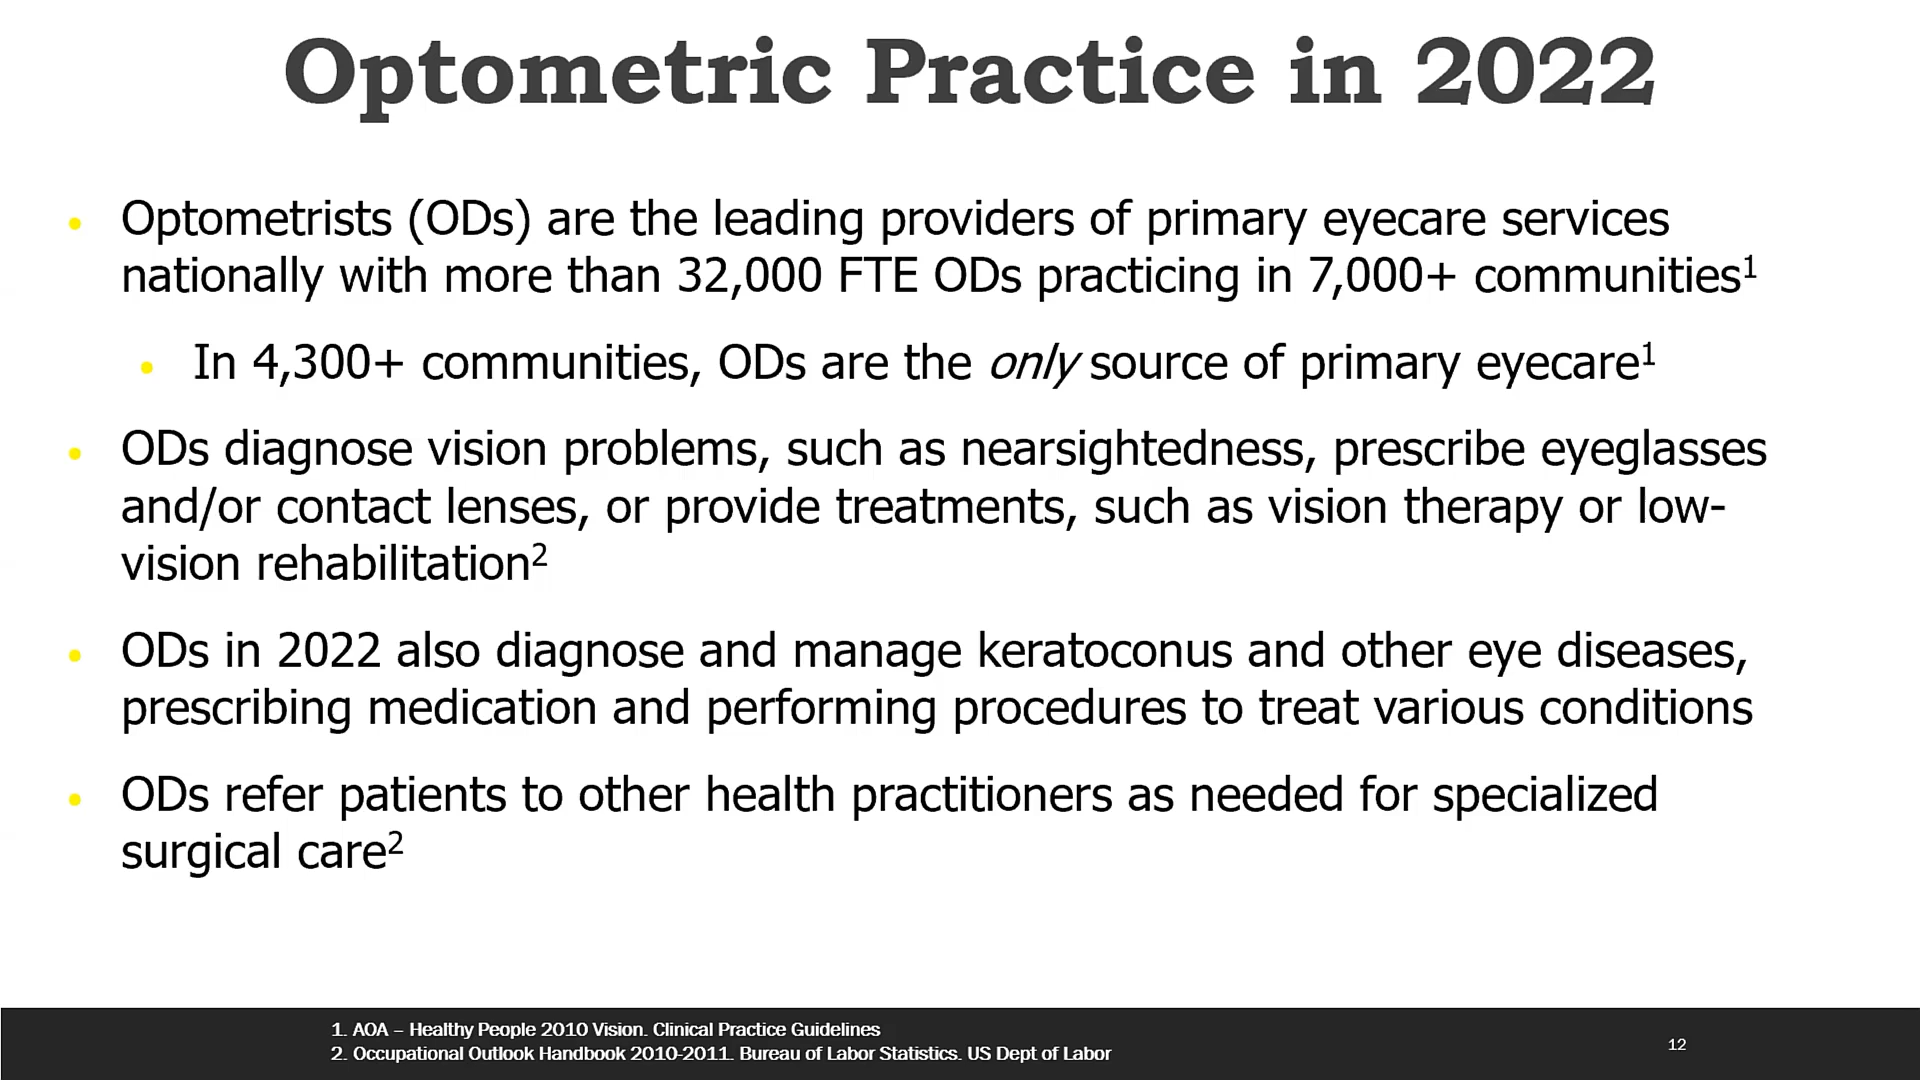 Optometric Practice in 2022
• Optometrists (ODs) are the leading providers of primary eyecare services
nationally with more than 32,000 FTE ODs practicing in 7,000+ communities¹
• In 4,300+ communities, ODs are the only source of primary eyecare¹
• ODs diagnose vision problems, such as nearsightedness, prescribe eyeglasses
and/or contact lenses, or provide treatments, such as vision therapy or low-
vision rehabilitation²
• ODs in 2022 also diagnose and manage keratoconus and other eye diseases,
prescribing medication and performing procedures to treat various conditions
• ODs refer patients to other health practitioners as needed for specialized
surgical care²
1. AOA – Healthy People 2010 Vision. Clinical Practice Guidelines
2. Occupational Outlook Handbook 2010-2011. Bureau of Labor Statistics. US Dept of Labor
12